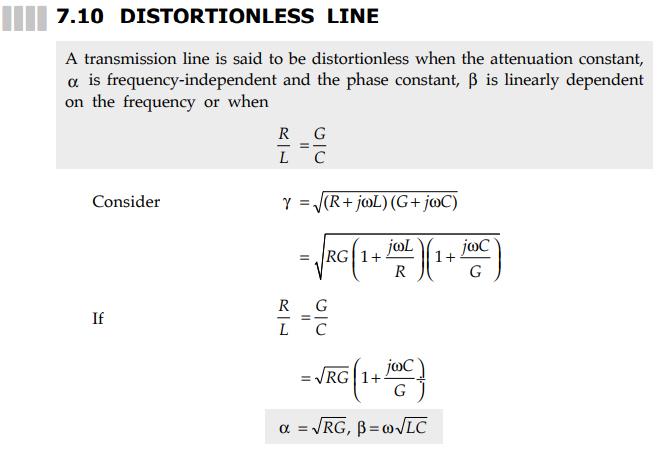 7.10 DISTORTIONLESS LINE
A transmission line is said to be distortionless when the attenuation constant,
α is frequency-independent and the phase constant, β is linearly dependent
on the frequency or when
R/L = G/C
Consider γ = √((R + jωL) (G + jωC))
= √(RG (1 + jωL/R) (1 + jωC/G))
If R/L = G/C
= √RG (1 + jωC/G ÷)
α = √RG, β = ω√LC